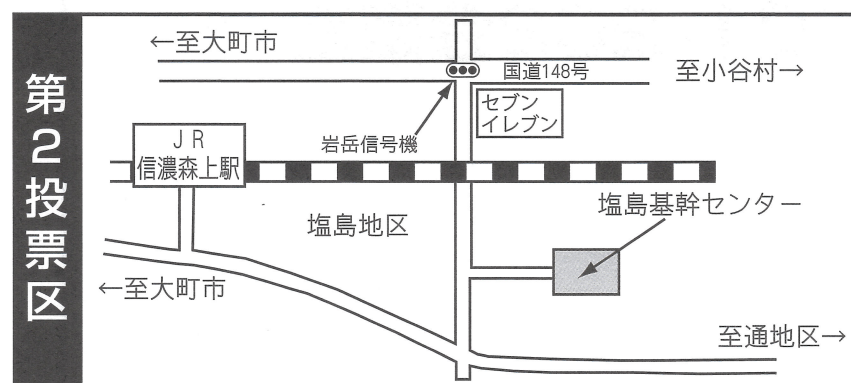 第2投票区
←至大町市
国道148号
至小谷村→
セブン
イレブン
岩岳信号機
JR
信濃森上駅
塩島基幹センター
塩島地区
←至大町市
至通地区→